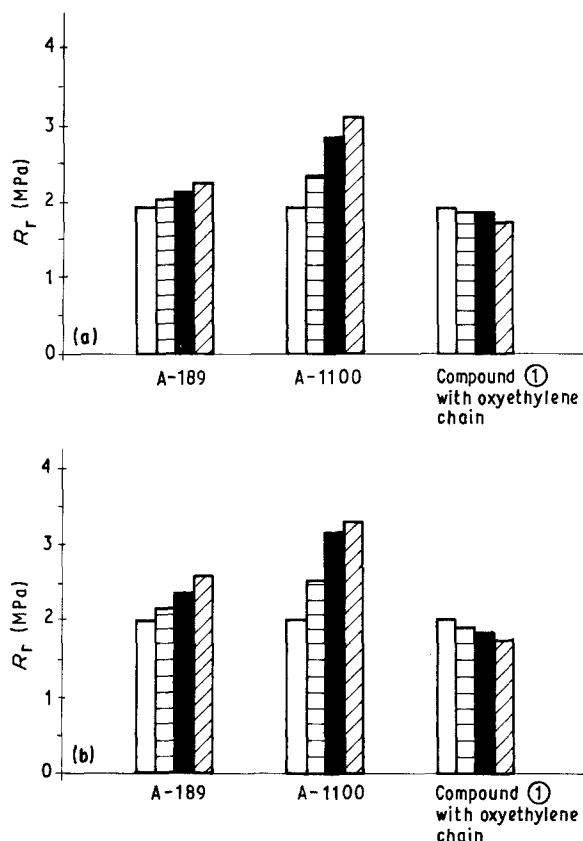 4
3
2
1
0
R_r (MPa)
(a)
A-189
A-1100
Compound ①
with oxyethylene
chain
4
3
2
1
0
R_r (MPa)
(b)
A-189
A-1100
Compound ①
with oxyethylene
chain